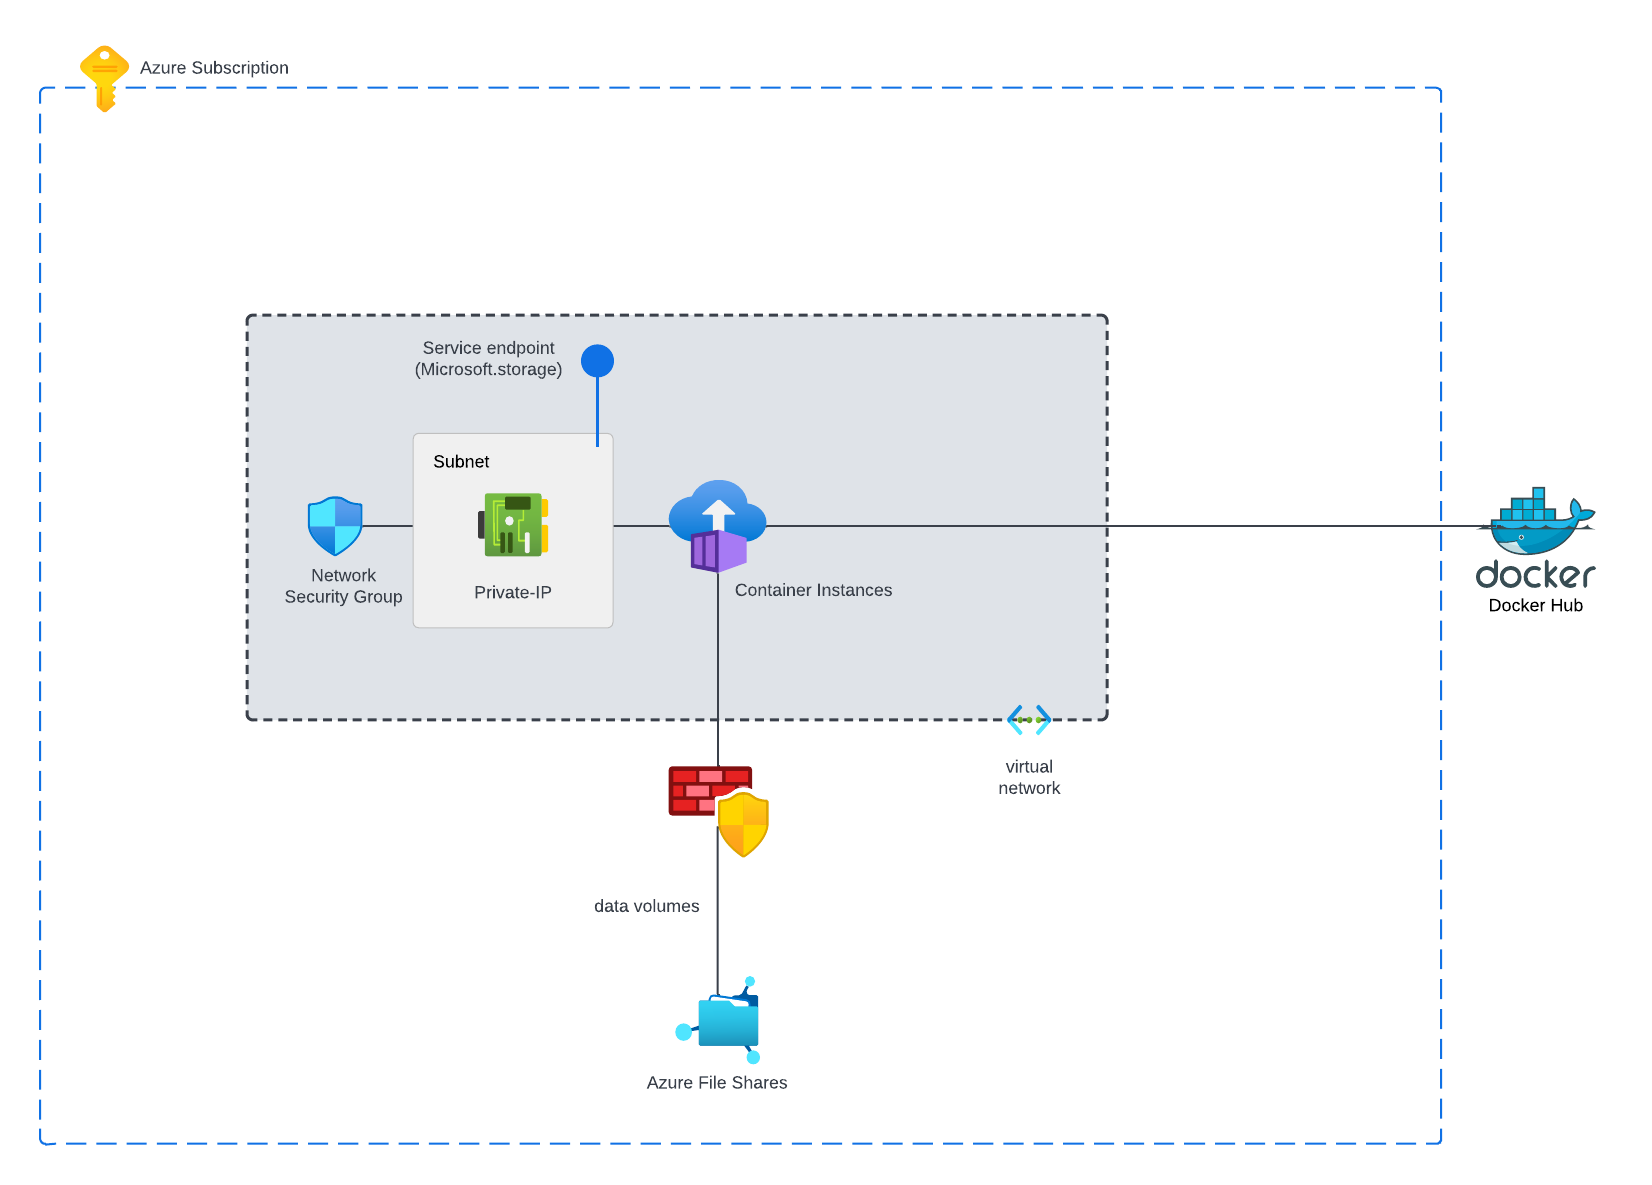 Azure Subscription
Service endpoint
(Microsoft.storage)
Subnet
Network
Security Group
Private-IP
Container Instances
docker
Docker Hub
virtual
network
data volumes
Azure File Shares